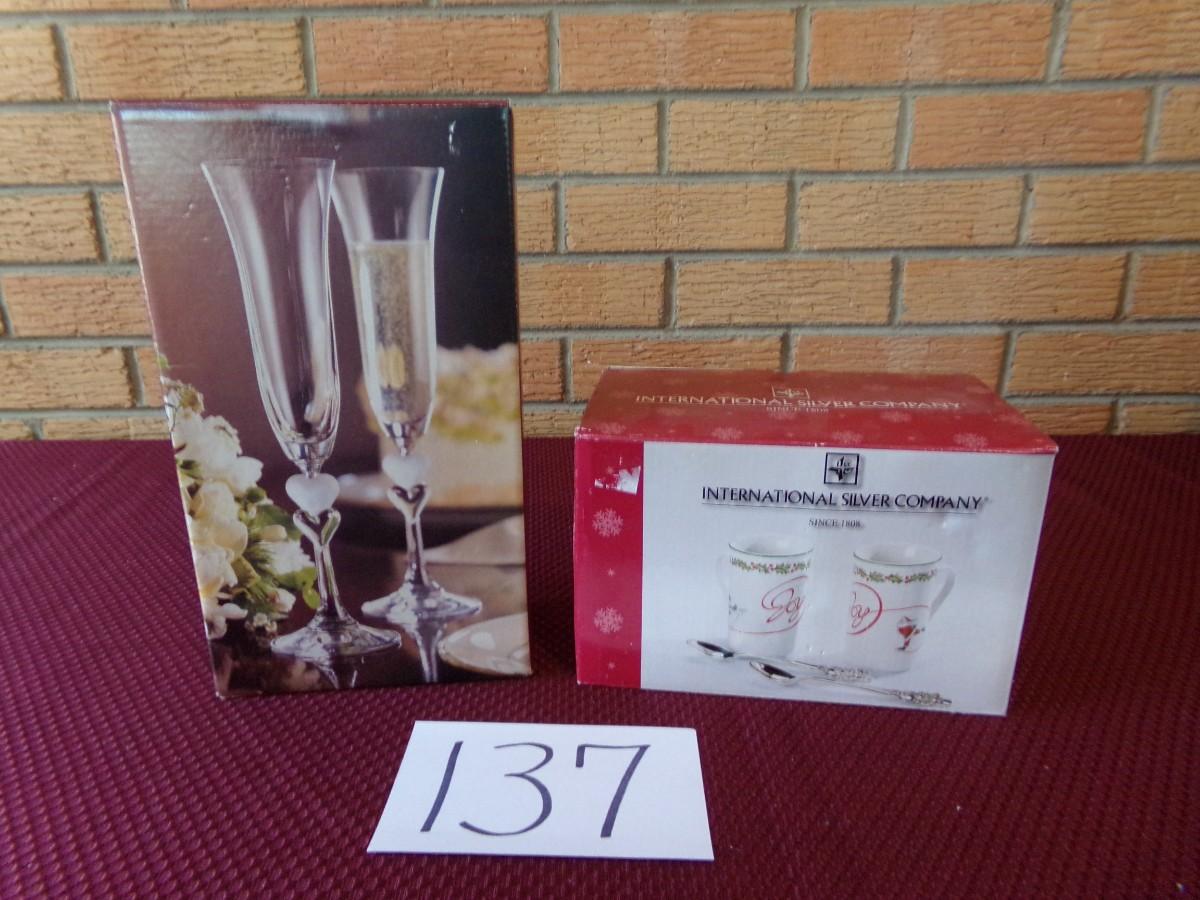 INTERNATIONAL SILVER COMPANY
SINCE 1808
INTERNATIONAL SILVER COMPANY
SINCE 1808
Joy
Joy
137